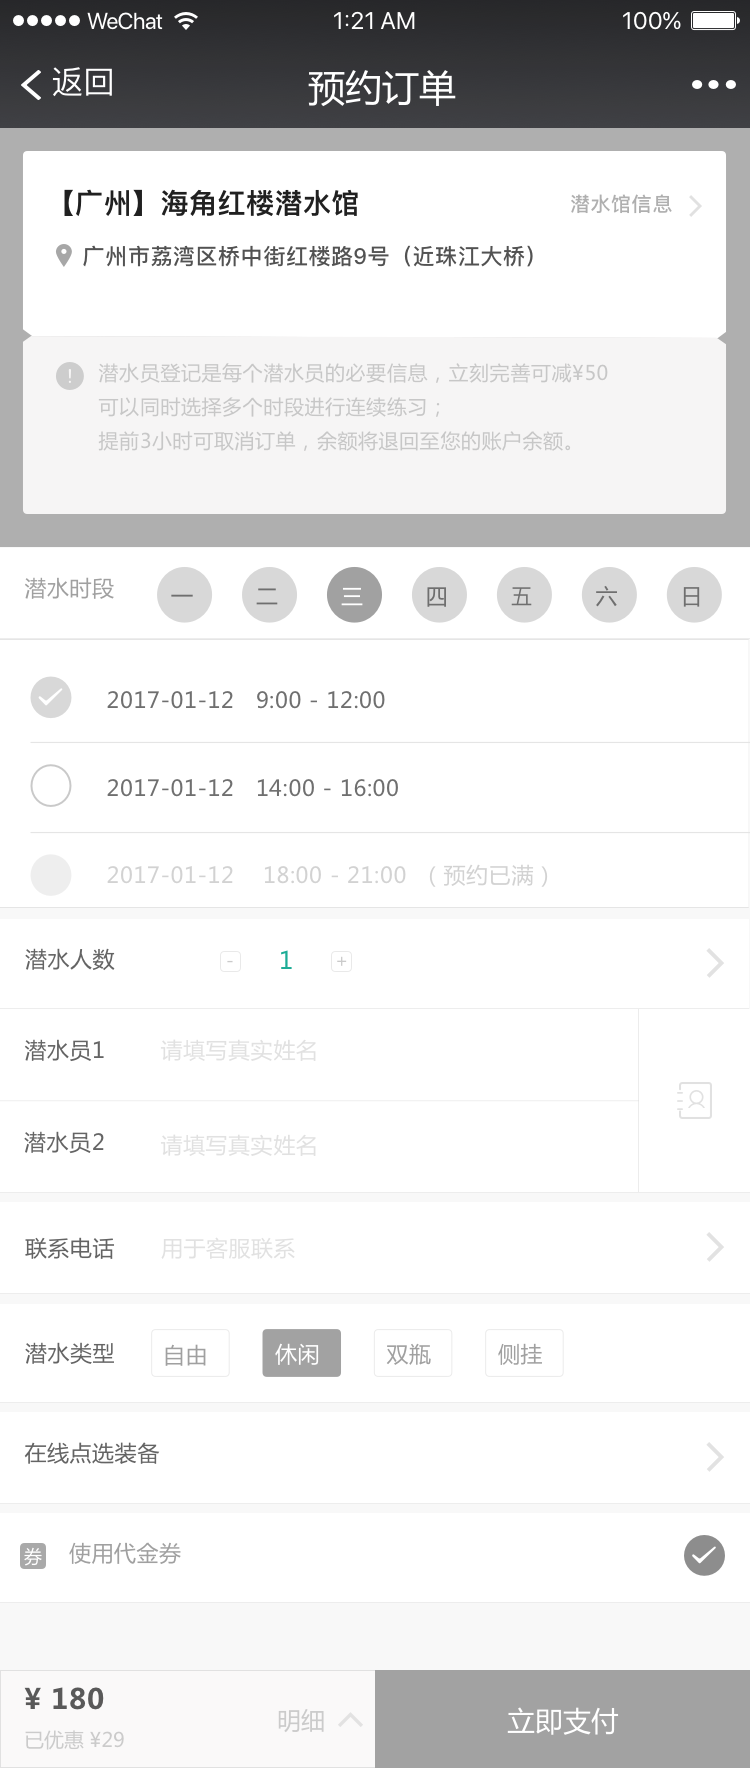 WeChat 1:21 AM 100%
返回 预约订单
【广州】海角红楼潜水馆 潜水馆信息
广州市荔湾区桥中街红楼路9号（近珠江大桥）
! 潜水员登记是每个潜水员的必要信息，立刻完善可减¥50
可以同时选择多个时段进行连续练习；
提前3小时可取消订单，余额将退回至您的账户余额。
潜水时段 一 二 三 四 五 六 日
2017-01-12 9:00 - 12:00
2017-01-12 14:00 - 16:00
2017-01-12 18:00 - 21:00 （预约已满）
潜水人数 - 1 +
潜水员1 请填写真实姓名
潜水员2 请填写真实姓名
联系电话 用于客服联系
潜水类型 自由 休闲 双瓶 侧挂
在线点选装备
券 使用代金券
¥ 180 明细 立即支付
已优惠 ¥29